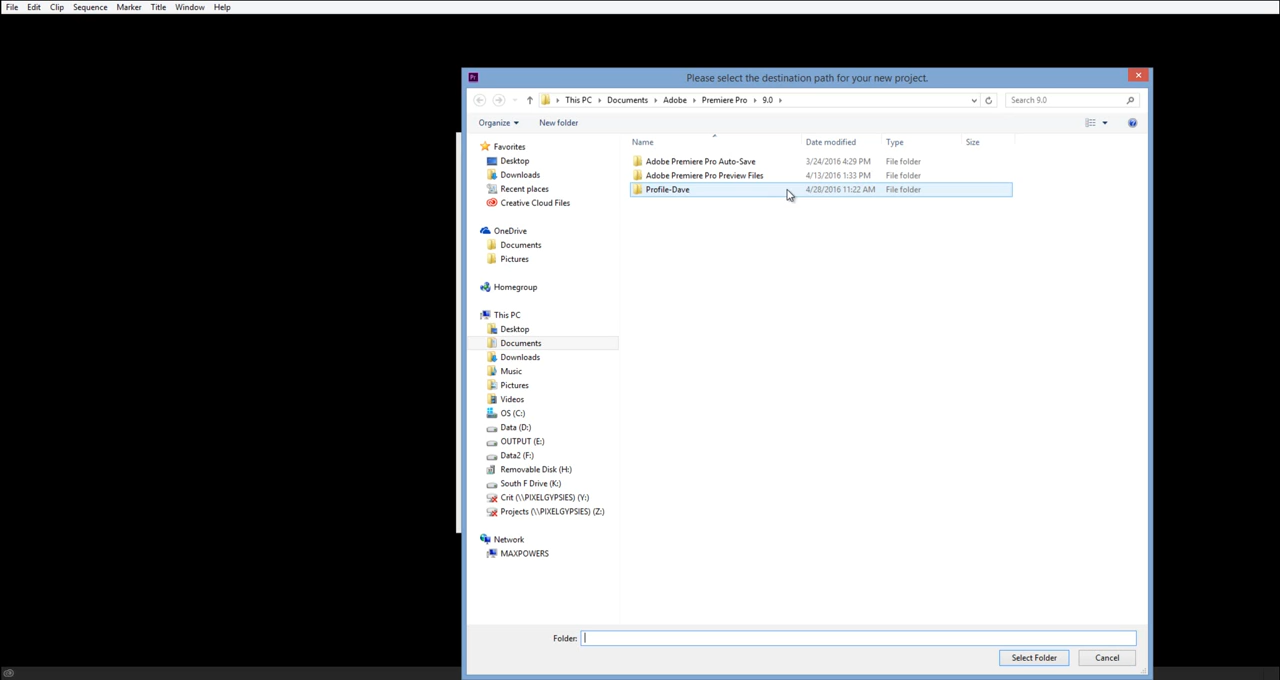 File Edit Clip Sequence Marker Title Window Help
Pr Please select the destination path for your new project.
This PC Documents Adobe Premiere Pro 9.0 Search 9.0
Organize New folder
Name Date modified Type Size
Adobe Premiere Pro Auto-Save 3/24/2016 4:29 PM File folder
Adobe Premiere Pro Preview Files 4/13/2016 1:33 PM File folder
Profile-Dave 4/28/2016 11:22 AM File folder
Favorites
Desktop
Downloads
Recent places
Creative Cloud Files
OneDrive
Documents
Pictures
Homegroup
This PC
Desktop
Documents
Downloads
Music
Pictures
Videos
OS (C:)
Data (D:)
OUTPUT (E:)
Data2 (F:)
Removable Disk (H:)
South F Drive (K:)
Crit (\\PIXELGYPSIES) (Y:)
Projects (\\PIXELGYPSIES) (Z:)
Network
MAXPOWERS
Folder:
Select Folder Cancel